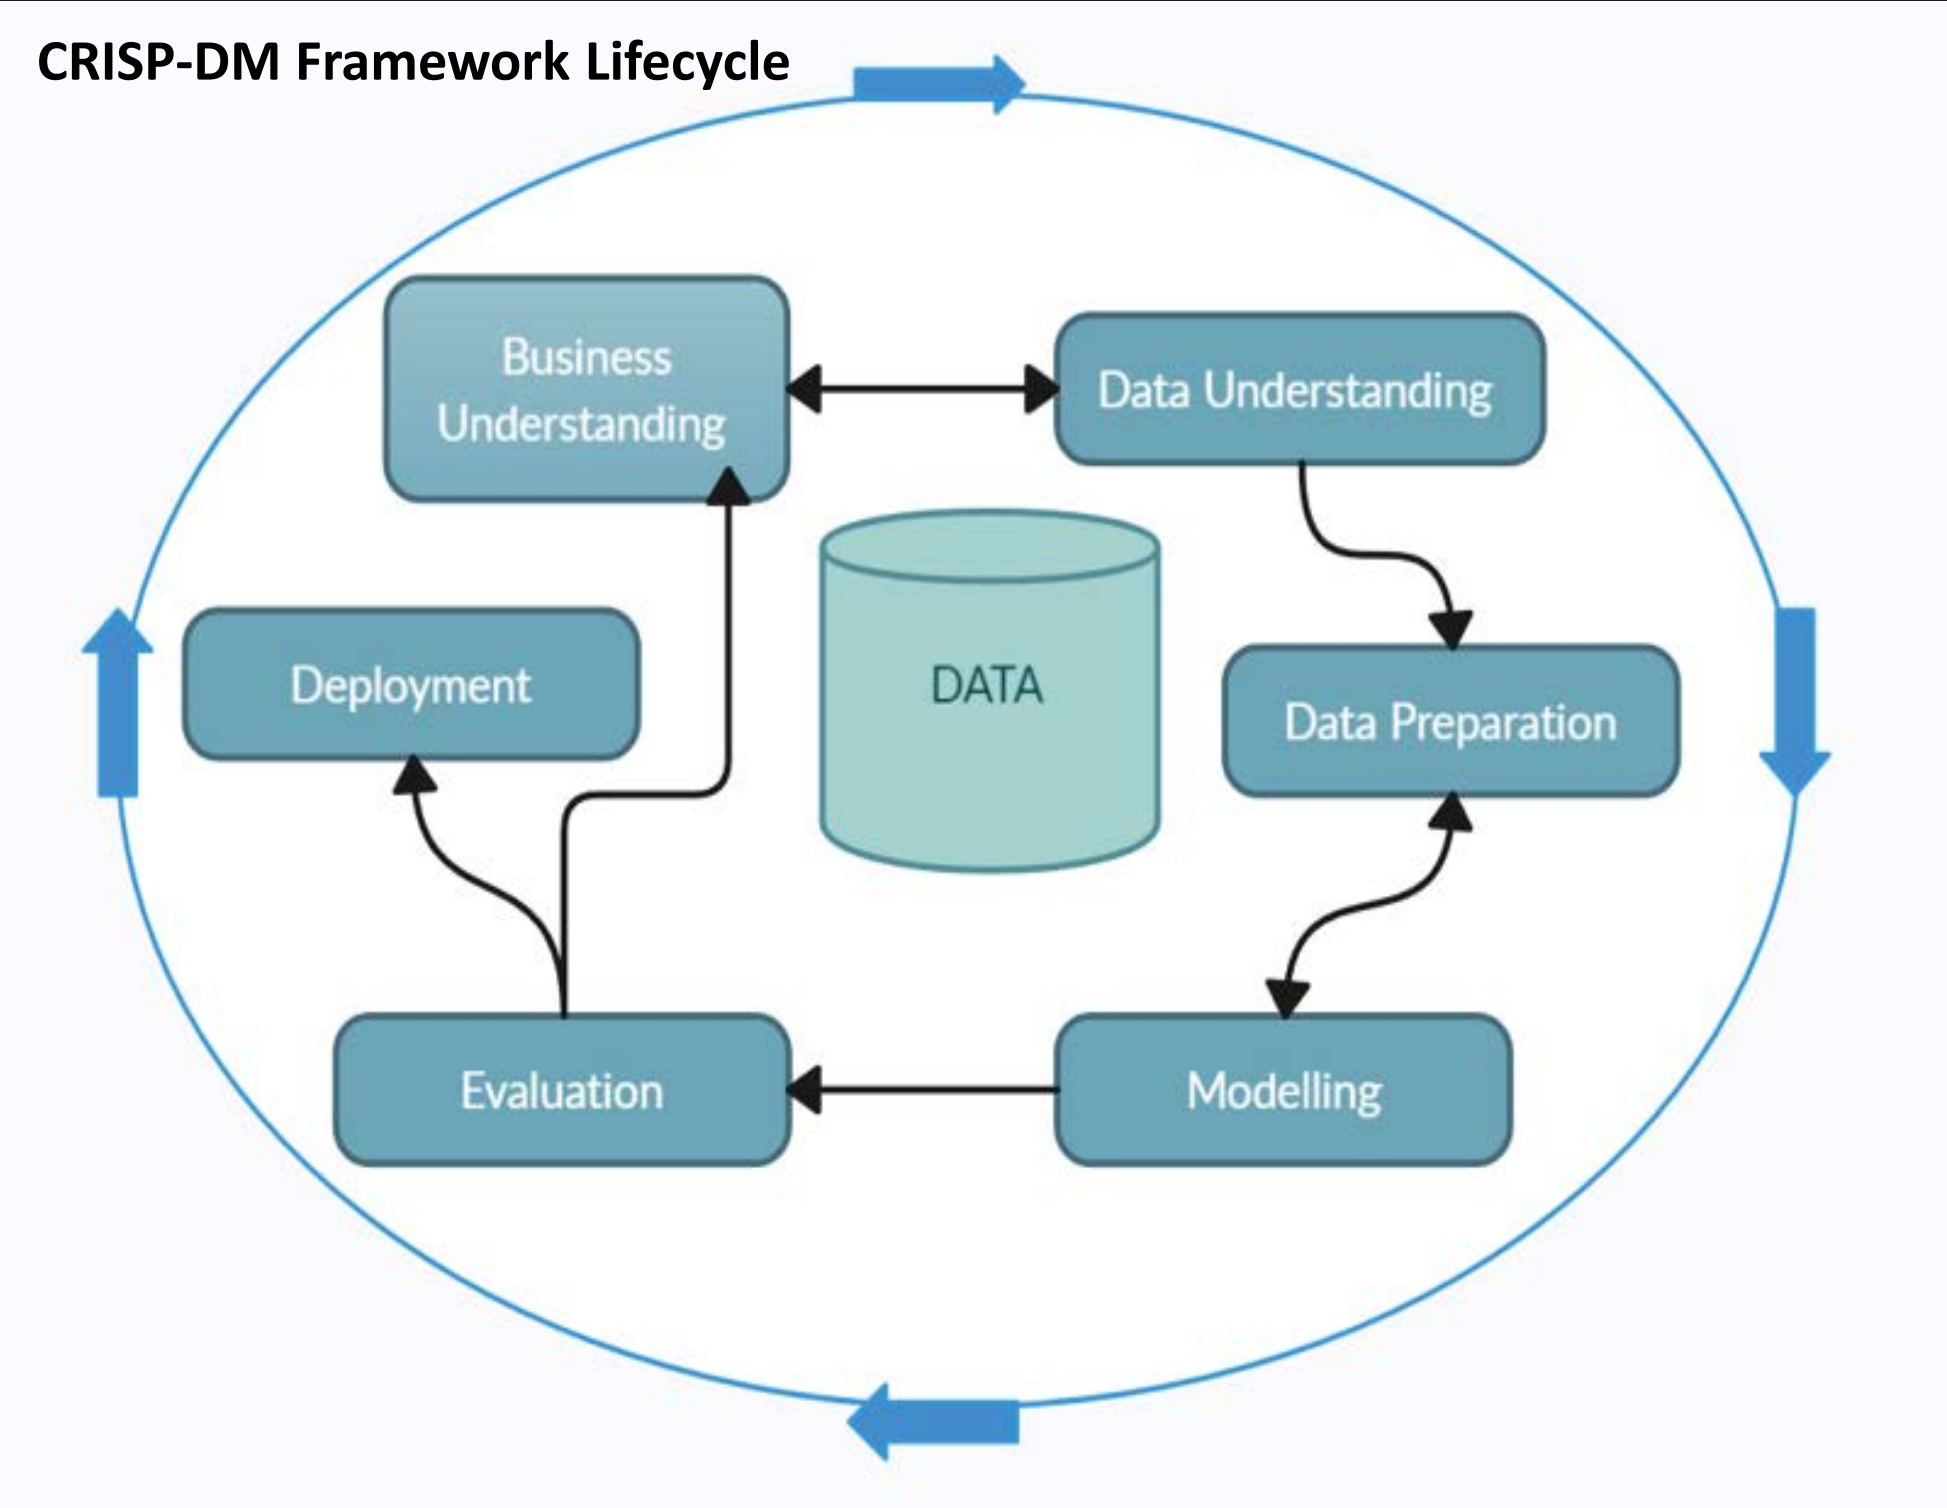 CRISP-DM Framework Lifecycle
Business
Understanding
Data Understanding
DATA
Deployment
Data Preparation
Evaluation
Modelling